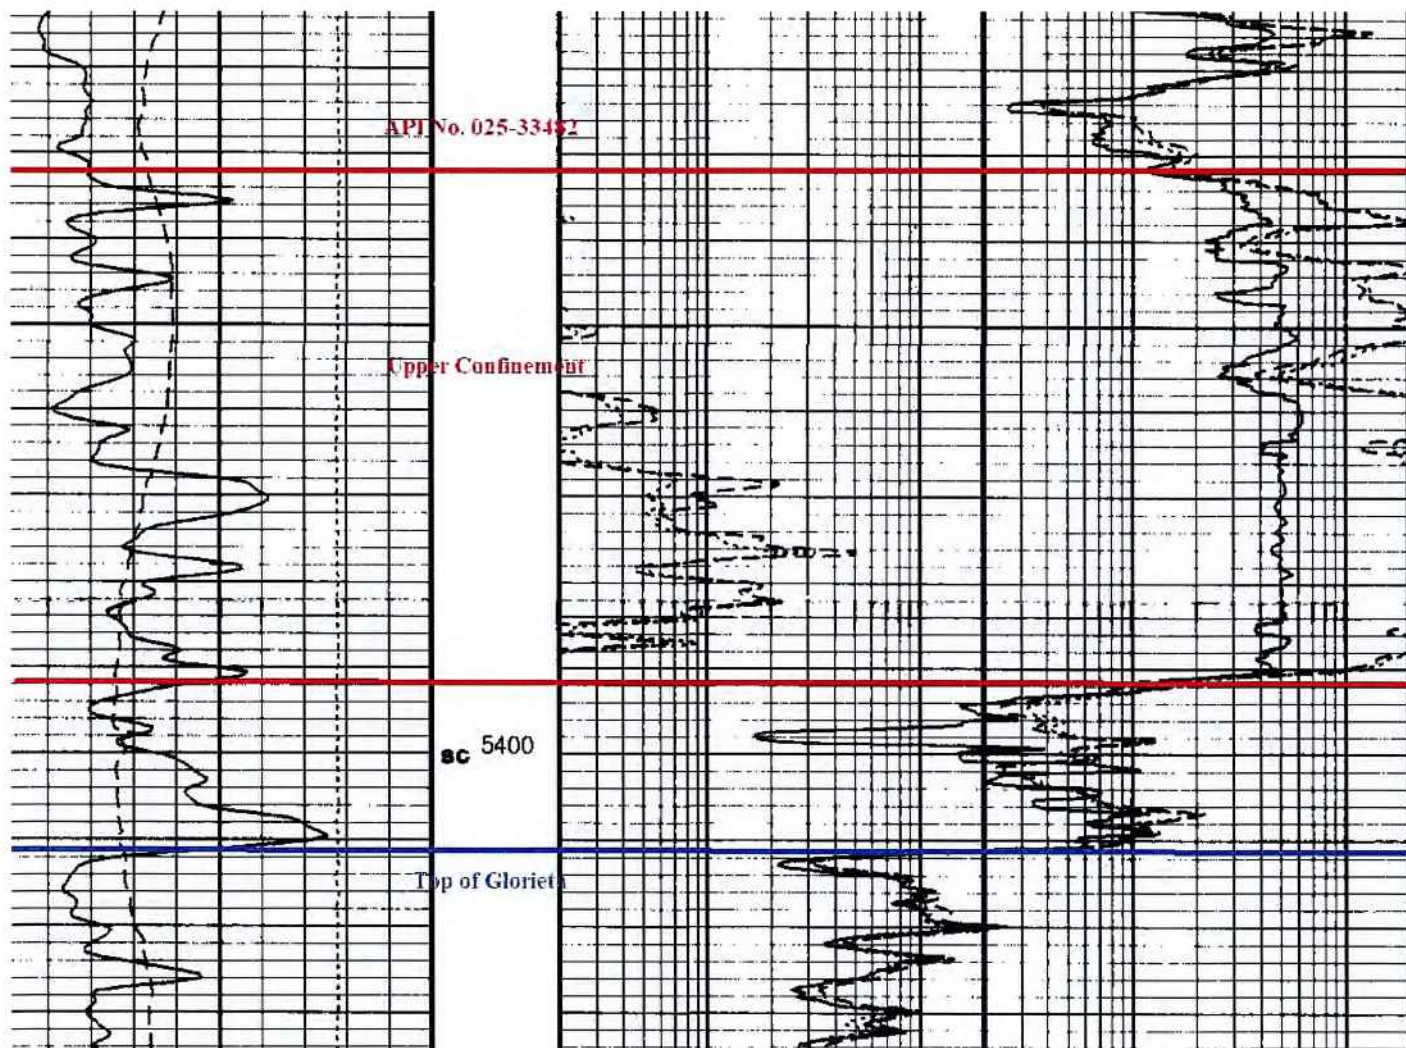 API No. 025-33482
Upper Confinement
sc 5400
Top of Glorieta